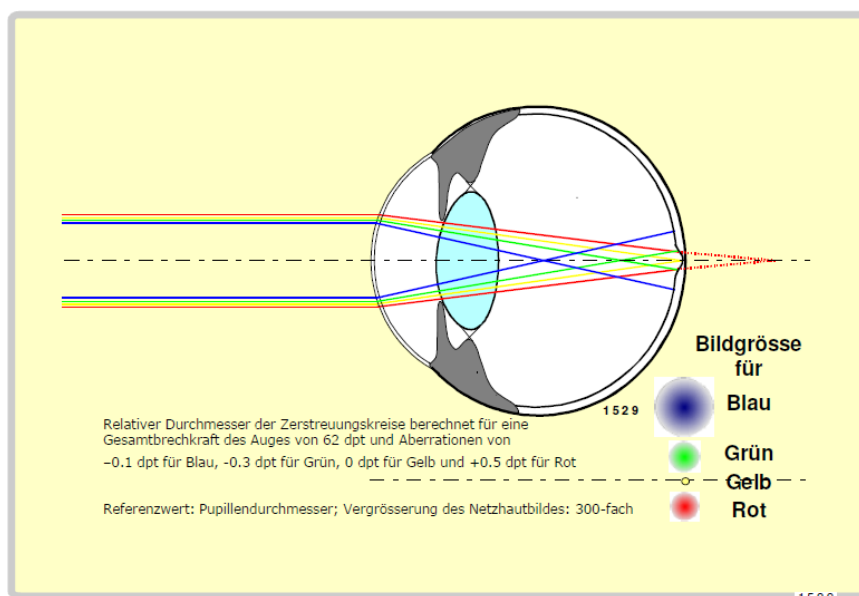 Bildgrösse
für
Blau
1529
Relativer Durchmesser der Zerstreuungskreise berechnet für eine
Gesamtbrechkraft des Auges von 62 dpt und Aberrationen von
–0.1 dpt für Blau, -0.3 dpt für Grün, 0 dpt für Gelb und +0.5 dpt für Rot
Grün
Gelb
Referenzwert: Pupillendurchmesser; Vergrösserung des Netzhautbildes: 300-fach
Rot